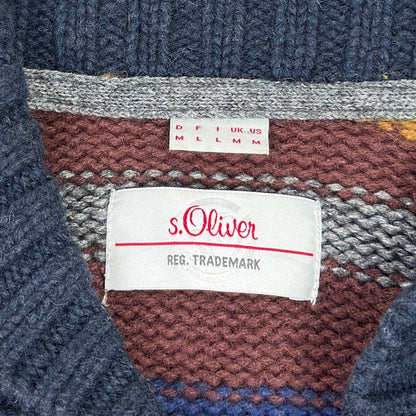 D F I UK US
M L L M M
s.Oliver
REG. TRADEMARK